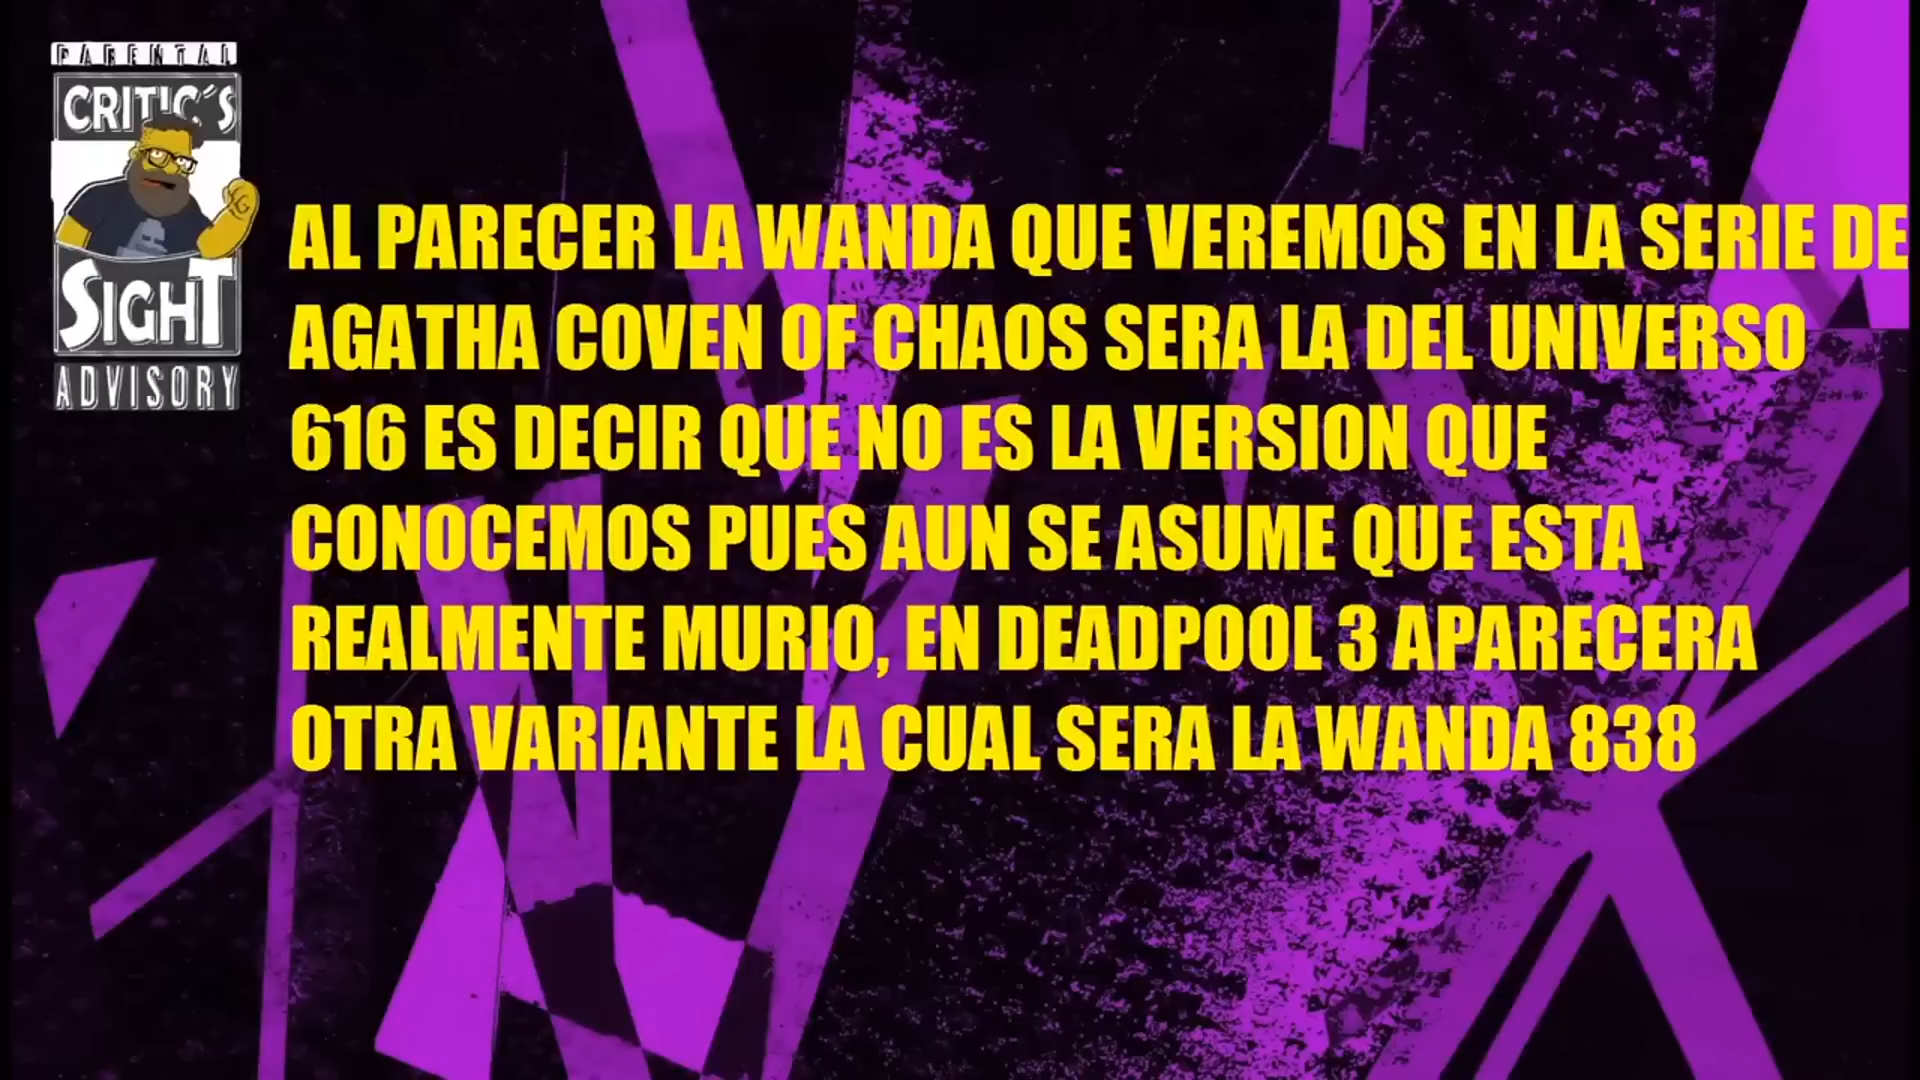 PARENTAL
CRITIC´S
SIGHT
ADVISORY
AL PARECER LA WANDA QUE VEREMOS EN LA SERIE DE
AGATHA COVEN OF CHAOS SERA LA DEL UNIVERSO
616 ES DECIR QUE NO ES LA VERSION QUE
CONOCEMOS PUES AUN SE ASUME QUE ESTA
REALMENTE MURIO, EN DEADPOOL 3 APARECERA
OTRA VARIANTE LA CUAL SERA LA WANDA 838